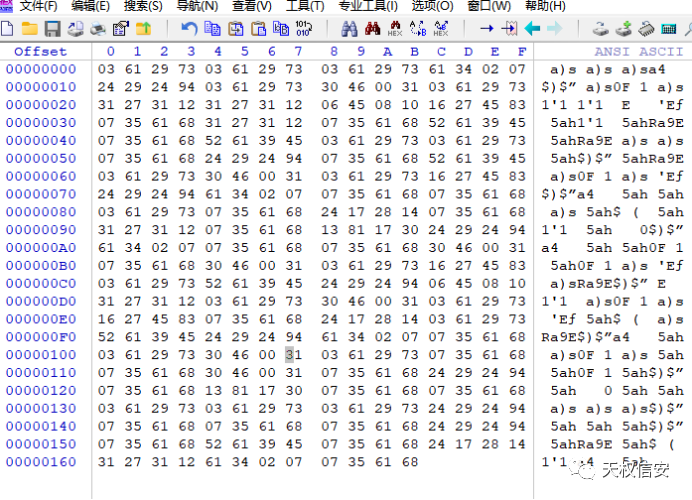 文件(F) 编辑(E) 搜索(S) 导航(N) 查看(V) 工具(T) 专业工具(I) 选项(O) 窗口(W) 帮助(H)
Offset 0 1 2 3 4 5 6 7 8 9 A B C D E F ANSI ASCII
00000000 03 61 29 73 03 61 29 73 03 61 29 73 61 34 02 07 a)s a)s a)sa4
00000010 24 29 24 94 03 61 29 73 30 46 00 31 03 61 29 73 $)$” a)s0F 1 a)s
00000020 31 27 31 12 31 27 31 12 06 45 08 10 16 27 45 83 1'1 1'1 E 'Eƒ
00000030 07 35 61 68 31 27 31 12 07 35 61 68 52 61 39 45 5ah1'1 5ahRa9E
00000040 07 35 61 68 52 61 39 45 03 61 29 73 03 61 29 73 5ahRa9E a)s a)s
00000050 07 35 61 68 24 29 24 94 07 35 61 68 52 61 39 45 5ah$)$” 5ahRa9E
00000060 03 61 29 73 30 46 00 31 03 61 29 73 16 27 45 83 a)s0F 1 a)s 'Eƒ
00000070 24 29 24 94 61 34 02 07 07 35 61 68 07 35 61 68 $)$”a4 5ah 5ah
00000080 03 61 29 73 07 35 61 68 24 17 28 14 07 35 61 68 a)s 5ah$ ( 5ah
00000090 31 27 31 12 07 35 61 68 13 81 17 30 24 29 24 94 1'1 5ah 0$)$”
000000A0 61 34 02 07 07 35 61 68 07 35 61 68 30 46 00 31 a4 5ah 5ah0F 1
000000B0 07 35 61 68 30 46 00 31 03 61 29 73 16 27 45 83 5ah0F 1 a)s 'Eƒ
000000C0 03 61 29 73 52 61 39 45 24 29 24 94 06 45 08 10 a)sRa9E$)$” E
000000D0 31 27 31 12 03 61 29 73 30 46 00 31 03 61 29 73 1'1 a)s0F 1 a)s
000000E0 16 27 45 83 07 35 61 68 24 17 28 14 03 61 29 73 'Eƒ 5ah$ ( a)s
000000F0 52 61 39 45 24 29 24 94 61 34 02 07 07 35 61 68 Ra9E$)$”a4 5ah
00000100 03 61 29 73 30 46 00 31 03 61 29 73 07 35 61 68 a)s0F 1 a)s 5ah
00000110 07 35 61 68 30 46 00 31 07 35 61 68 24 29 24 94 5ah0F 1 5ah$)$”
00000120 07 35 61 68 13 81 17 30 07 35 61 68 07 35 61 68 5ah 0 5ah 5ah
00000130 03 61 29 73 03 61 29 73 03 61 29 73 24 29 24 94 a)s a)s a)s$)$”
00000140 07 35 61 68 07 35 61 68 24 29 24 94 24 29 24 94 5ah 5ah$)$”$)$”
00000150 07 35 61 68 52 61 39 45 07 35 61 68 24 17 28 14 5ahRa9E 5ah$ (
00000160 31 27 31 12 61 34 02 07 07 35 61 68 1'1 a4 5ah
天权信安